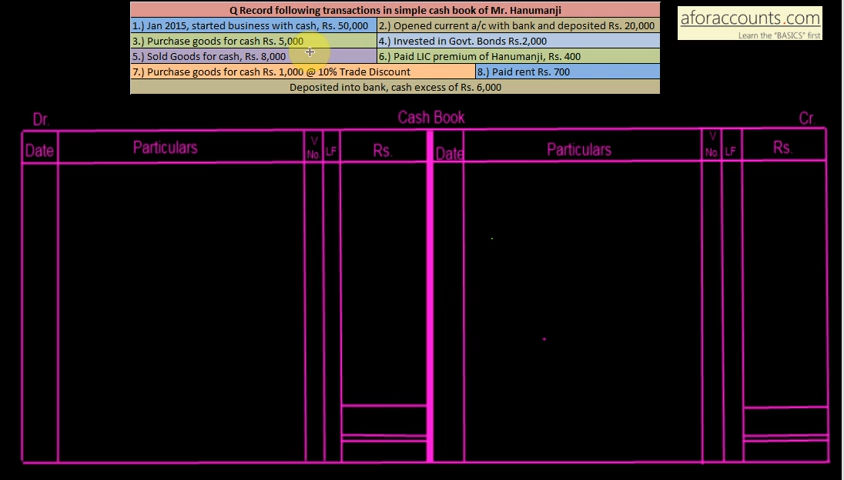 Q Record following transactions in simple cash book of Mr. Hanumanji
1.) Jan 2015, started business with cash, Rs. 50,000
2.) Opened current a/c with bank and deposited Rs. 20,000
3.) Purchase goods for cash Rs. 5,000
4.) Invested in Govt. Bonds Rs.2,000
5.) Sold Goods for cash, Rs. 8,000
6.) Paid LIC premium of Hanumanji, Rs. 400
7.) Purchase goods for cash Rs. 1,000 @ 10% Trade Discount
8.) Paid rent Rs. 700
Deposited into bank, cash excess of Rs. 6,000
aforaccounts.com
Learn the "BASICS" first
Dr.
Cash Book
Cr.
Date
Particulars
V No
LF
Rs.
Date
Particulars
V No
LF
Rs.